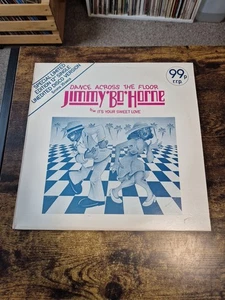 SPECIAL LIMITED
EDITION 12" SINGLE
UNEDITED DISCO VERSION
DANCE ACROSS THE FLOOR
Jimmy "Bo" Horne
IT'S YOUR SWEET LOVE
99p
r.r.p.